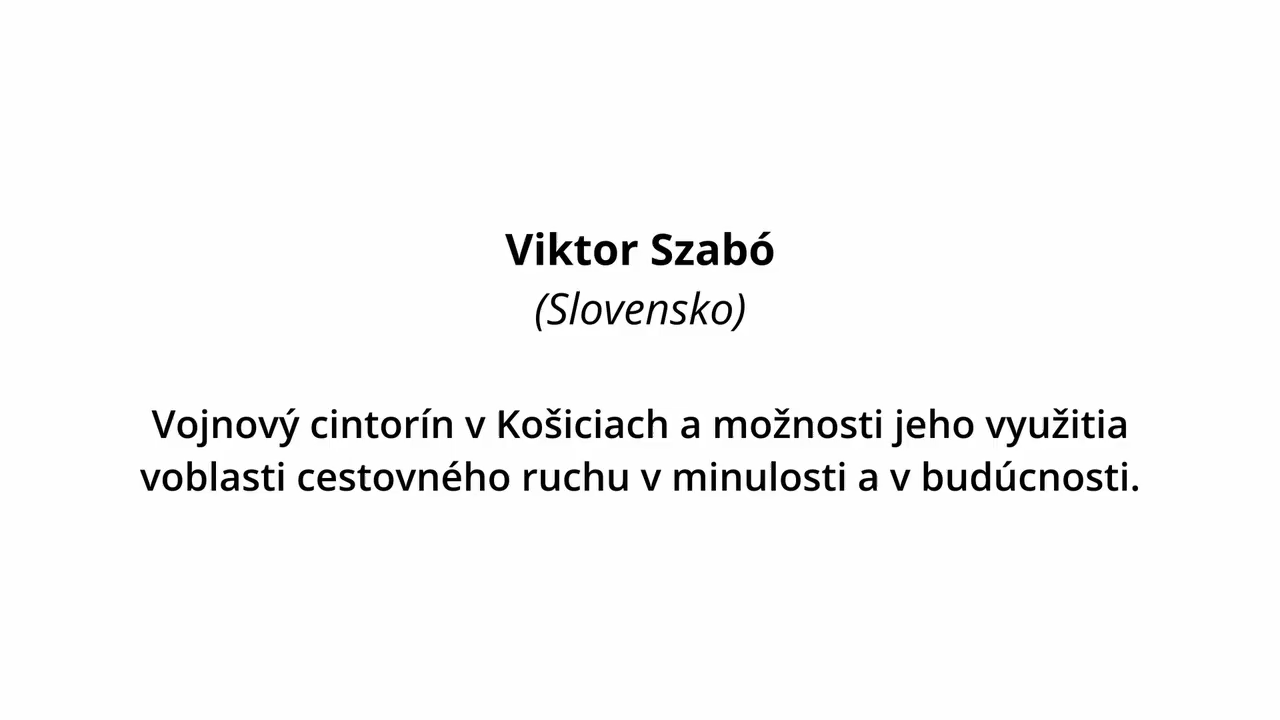 Viktor Szabó
(Slovensko)
Vojnový cintorín v Košiciach a možnosti jeho využitia
voblasti cestovného ruchu v minulosti a v budúcnosti.